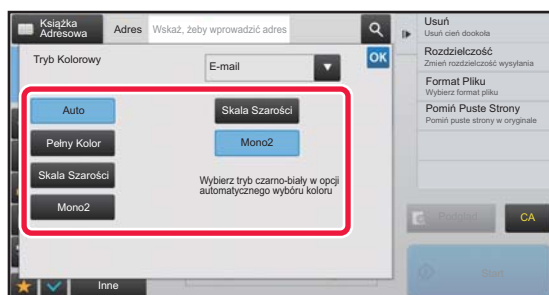 Książka
Adresowa
Adres
Wskaż, żeby wprowadzić adres
Tryb Kolorowy
E-mail
OK
Auto
Pełny Kolor
Skala Szarości
Mono2
Skala Szarości
Mono2
Wybierz tryb czarno-biały w opcji
automatycznego wyboru koloru
Inne
Usuń
Usuń cień dookoła
Rozdzielczość
Zmień rozdzielczość wysyłania
Format Pliku
Wybierz format pliku
Pomiń Puste Strony
Pomiń puste strony w oryginale
Podgląd
CA
Start